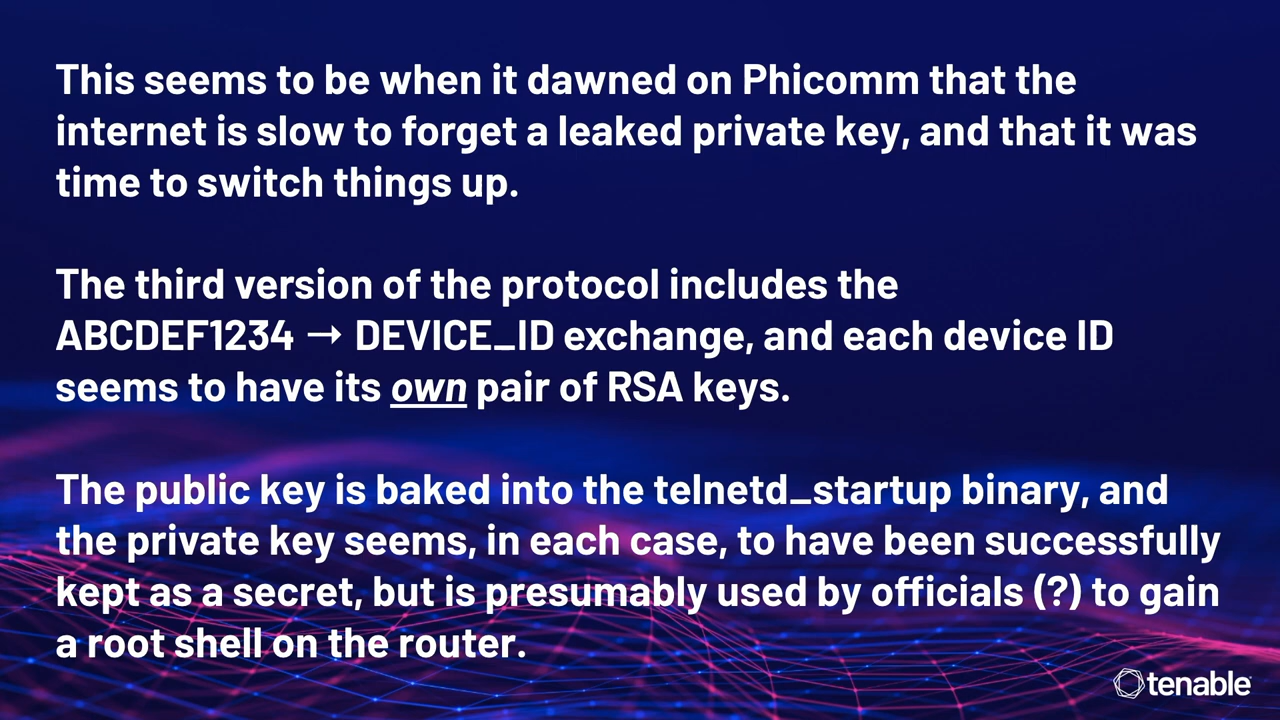 This seems to be when it dawned on Phicomm that the
internet is slow to forget a leaked private key, and that it was
time to switch things up.
The third version of the protocol includes the
ABCDEF1234 → DEVICE_ID exchange, and each device ID
seems to have its own pair of RSA keys.
The public key is baked into the telnetd_startup binary, and
the private key seems, in each case, to have been successfully
kept as a secret, but is presumably used by officials (?) to gain
a root shell on the router.
tenable